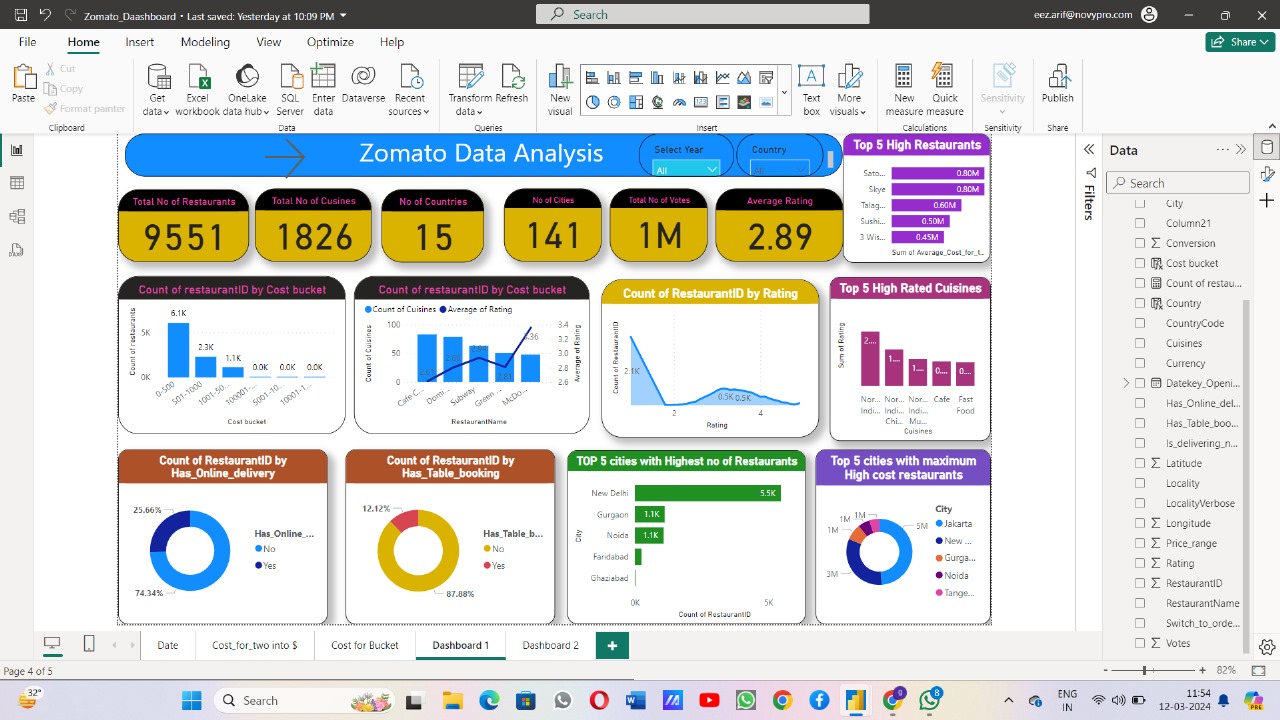 Zomato_Daashboard • Last saved: Yesterday at 10:09 PM
Search
eez.arif@novypro.com
File Home Insert Modeling View Optimize Help
Share
Paste
Cut
Copy
Format painter
Get data
Excel workbook
OneLake data hub
SQL Server
Enter data
Dataverse
Recent sources
Transform data
Refresh
New visual
Text box
More visuals
New measure
Quick measure
Sensitivity
Publish
Clipboard Data Queries Insert Calculations Sensitivity Share
Zomato Data Analysis
Select Year
All
Country
All
Top 5 High Restaurants
Sato... 0.80M
Skye 0.80M
Talag... 0.60M
Sushi... 0.50M
3 Wis... 0.45M
Sum of Average_Cost_for_t...
Total No of Restaurants
9551
Total No of Cusines
1826
No of Countries
15
No of Cities
141
Total No of Votes
1M
Average Rating
2.89
Count of restaurantID by Cost bucket
Count of restaurants
5K
0K
6.1K
2.3K
1.1K
0.0K
0.0K
0.0K
0-500
501-1000
1001-50...
10000-1...
5001-10...
10001-1...
Cost bucket
Count of restaurantID by Cost bucket
Count of Cuisines Average of Rating
Count of Cuisines
100
50
0
3.4
3.2
3.0
2.8
2.6
Average of Rating
2.81
3.36
Cafe C...
Domi...
Subway
Green ...
McDo...
RestaurantName
Count of RestaurantID by Rating
Count of RestaurantID
2.1K
0.5K 0.5K
2 4
Rating
Top 5 High Rated Cuisines
Sum of Rating
2....
1....
1...
0....
0....
Nor... Indi...
Nor... Indi... Chi...
Nor... Indi... Mu...
Cafe
Fast Food
Cuisines
Count of RestaurantID by
Has_Online_delivery
25.66%
74.34%
Has_Online_...
No
Yes
Count of RestaurantID by
Has_Table_booking
12.12%
87.88%
Has_Table_b...
No
Yes
TOP 5 cities with Highest no of Restaurants
City
New Delhi 5.5K
Gurgaon 1.1K
Noida 1.1K
Faridabad
Ghaziabad
0K 5K
Count of RestaurantID
Top 5 cities with maximum
High cost restaurants
1M 1M
1M
5M
3M
City
Jakarta
New ...
Gurga...
Noida
Tange...
Filters
Data
Search
City
Column21
Conversion
Cost bucket
Count of restau...
Country
CountryCode
Cuisines
Currency
Datekey_Openi...
Has_Online_del...
Has_Table_boo...
is_delivering_n...
Latitude
Locality
LocalityVerbose
Longitude
Price_range
Rating
RestaurantID
RestaurantName
Switch_to_orde...
Votes
Date Cost_for_two into $ Cost for Bucket Dashboard 1 Dashboard 2
Page 4 of 5
- + 82%
32°
Search
9
8
PRE
ENG
IN
11:54
12-03-2024